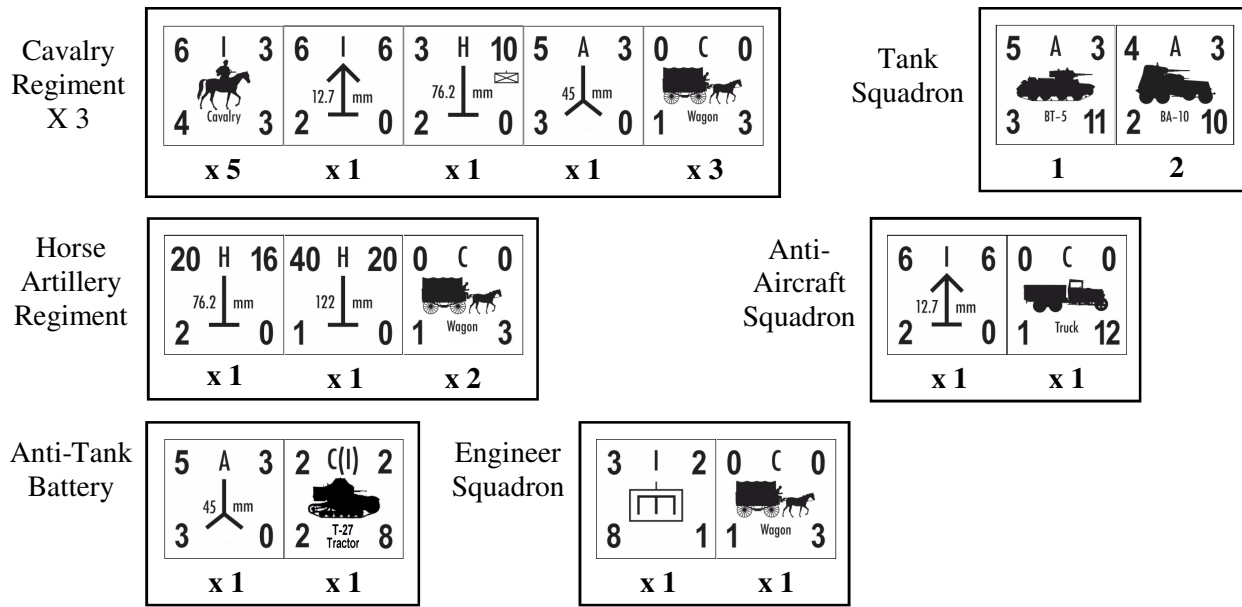 Cavalry
Regiment
X 3
6 I 3 6 I 6 3 H 10 5 A 3 0 C 0
12.7 mm 76.2 mm 45 mm
Cavalry Wagon
4 3 2 0 2 0 3 0 1 3
x 5 x 1 x 1 x 1 x 3
Tank
Squadron
5 A 3 4 A 3
BT-5 BA-10
3 11 2 10
1 2
Horse
Artillery
Regiment
20 H 16 40 H 20 0 C 0
76.2 mm 122 mm Wagon
2 0 1 0 1 3
x 1 x 1 x 2
Anti-
Aircraft
Squadron
6 I 6 0 C 0
12.7 mm Truck
2 0 1 12
x 1 x 1
Anti-Tank
Battery
5 A 3 2 C(I) 2
45 mm T-27
Tractor
3 0 2 8
x 1 x 1
Engineer
Squadron
3 I 2 0 C 0
Wagon
8 1 1 3
x 1 x 1